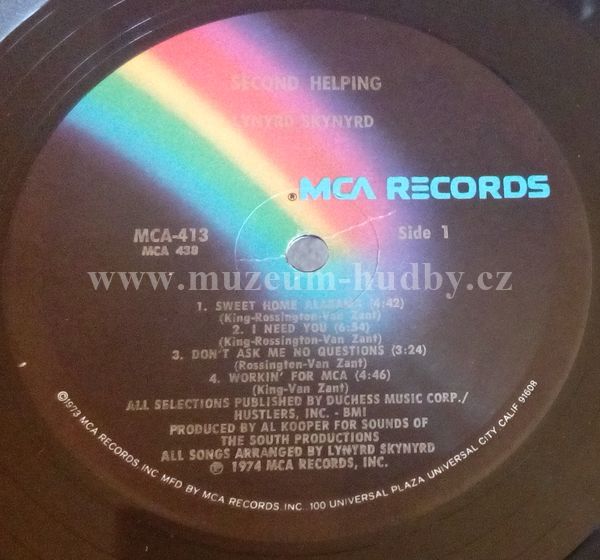 SECOND HELPING
LYNYRD SKYNYRD
® MCA RECORDS
MCA-413
MCA 438
Side 1
www.muzeum-hudby.cz
1. SWEET HOME ALABAMA (4:42)
(King-Rossington-Van Zant)
2. I NEED YOU (6:54)
(King-Rossington-Van Zant)
3. DON'T ASK ME NO QUESTIONS (3:24)
(Rossington-Van Zant)
4. WORKIN' FOR MCA (4:46)
(King-Van Zant)
ALL SELECTIONS PUBLISHED BY DUCHESS MUSIC CORP./
HUSTLERS, INC. - BMI
PRODUCED BY AL KOOPER FOR SOUNDS OF
THE SOUTH PRODUCTIONS
ALL SONGS ARRANGED BY LYNYRD SKYNYRD
℗ 1974 MCA RECORDS, INC.
©1973 MCA RECORDS, INC. MFD BY MCA RECORDS INC., 100 UNIVERSAL PLAZA UNIVERSAL CITY, CALIF 91608